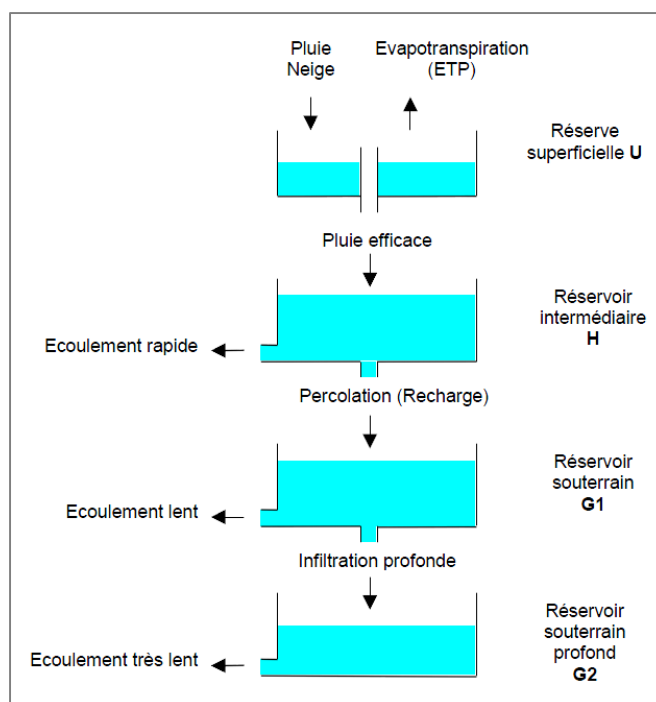 Pluie
Neige
Evapotranspiration
(ETP)
Réserve
superficielle U
Pluie efficace
Réservoir
intermédiaire
H
Ecoulement rapide
Percolation (Recharge)
Réservoir
souterrain
G1
Ecoulement lent
Infiltration profonde
Réservoir
souterrain
profond
G2
Ecoulement très lent